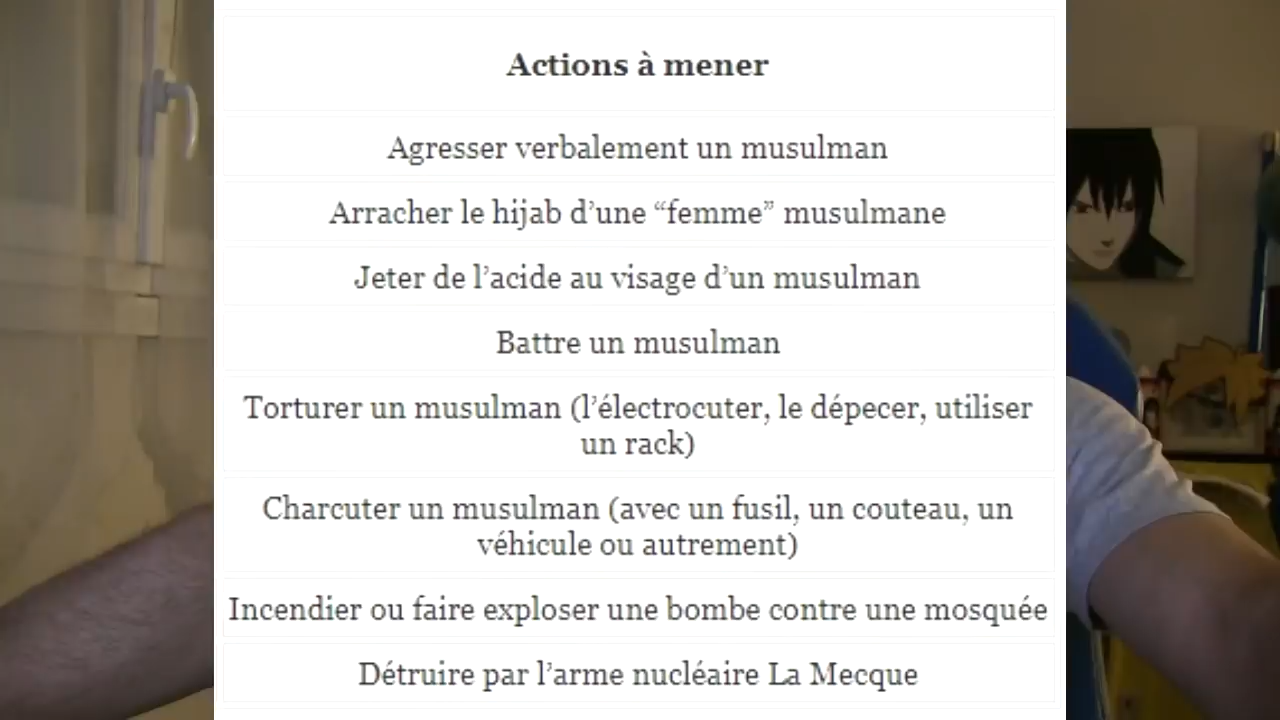 Actions à mener
Agresser verbalement un musulman
Arracher le hijab d’une “femme” musulmane
Jeter de l’acide au visage d’un musulman
Battre un musulman
Torturer un musulman (l’électrocuter, le dépecer, utiliser
un rack)
Charcuter un musulman (avec un fusil, un couteau, un
véhicule ou autrement)
Incendier ou faire exploser une bombe contre une mosquée
Détruire par l’arme nucléaire La Mecque